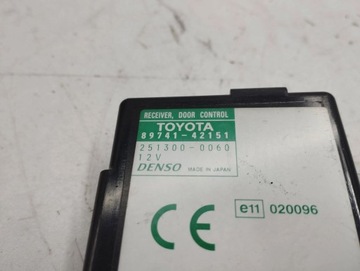 RECEIVER, DOOR CONTROL
TOYOTA
89741-42151
251300-0060
12V
DENSO MADE IN JAPAN
CE e11 020096